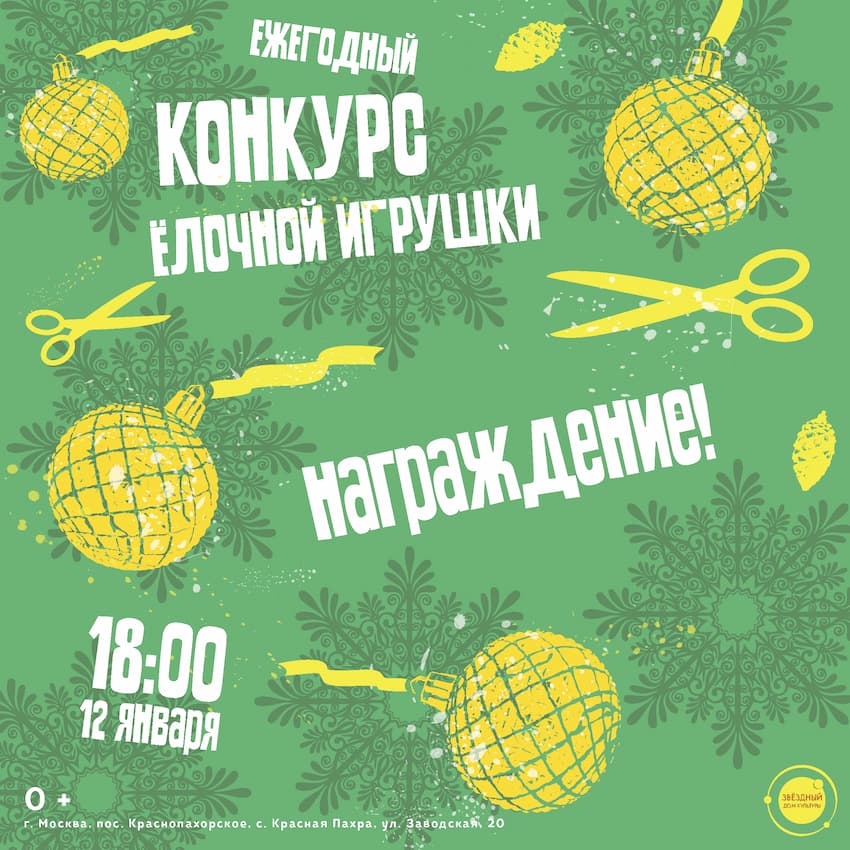 ЕЖЕГОДНЫЙ
КОНКУРС
ЁЛОЧНОЙ ИГРУШКИ
награждение!
18:00
12 января
0 +
г. Москва, пос. Краснопахорское, с. Красная Пахра, ул. Заводская, 20
ЗВЁЗДНЫЙ
ДОМ КУЛЬТУРЫ